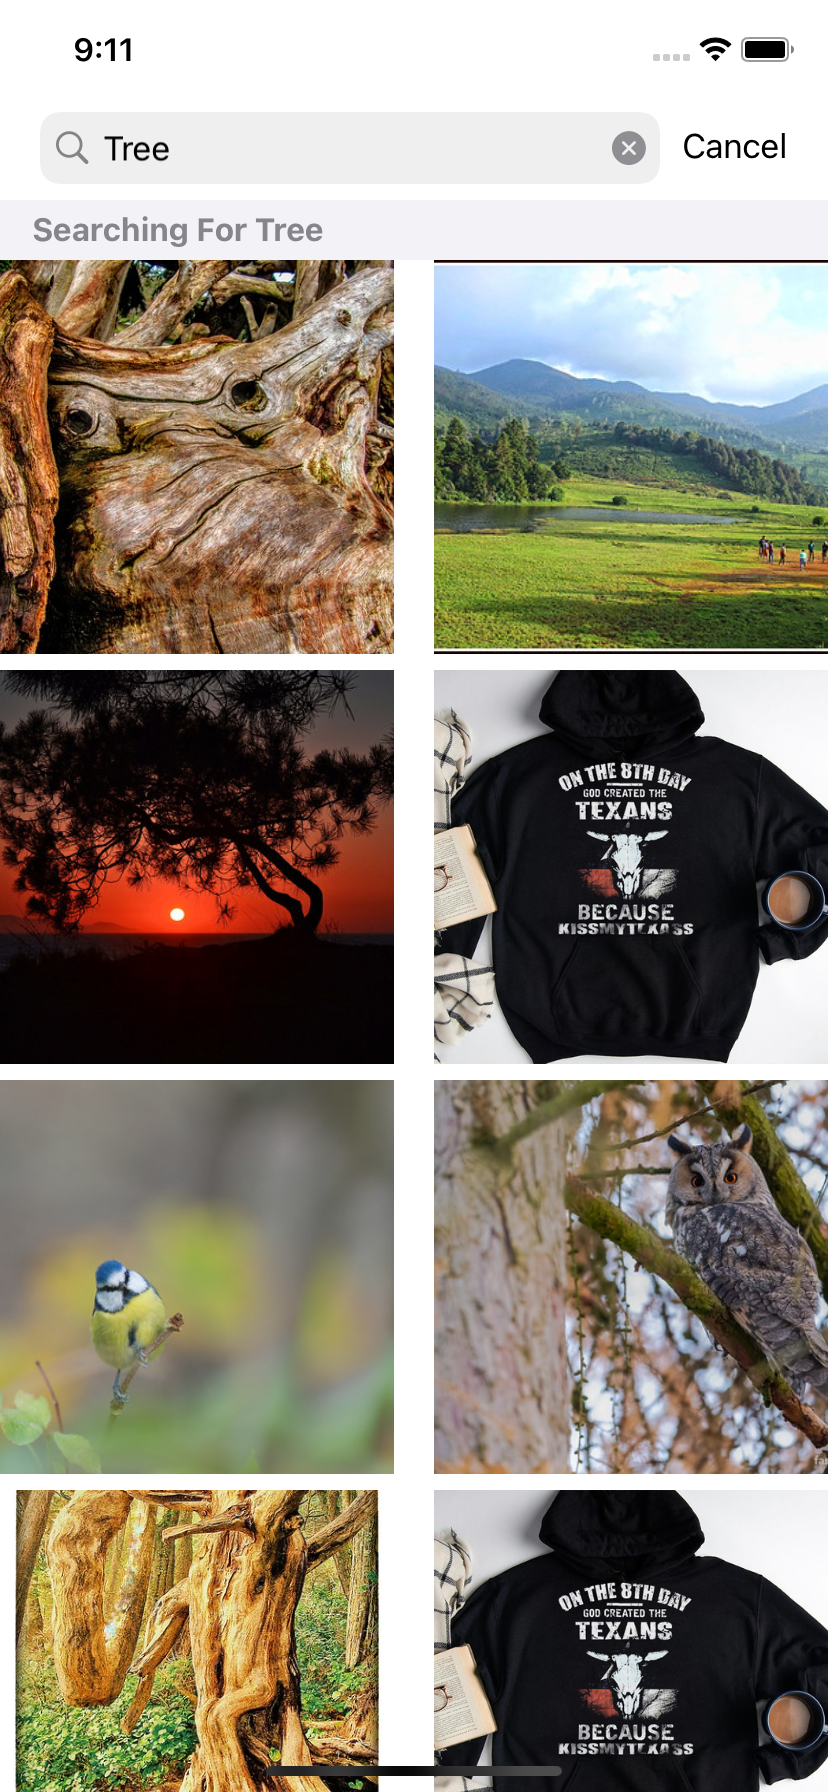 9:11
Tree
Cancel
Searching For Tree
ON THE 8TH DAY
GOD CREATED THE
TEXANS
BECAUSE
KISSMYTEXASS
ON THE 8TH DAY
GOD CREATED THE
TEXANS
BECAUSE
KISSMYTEXASS